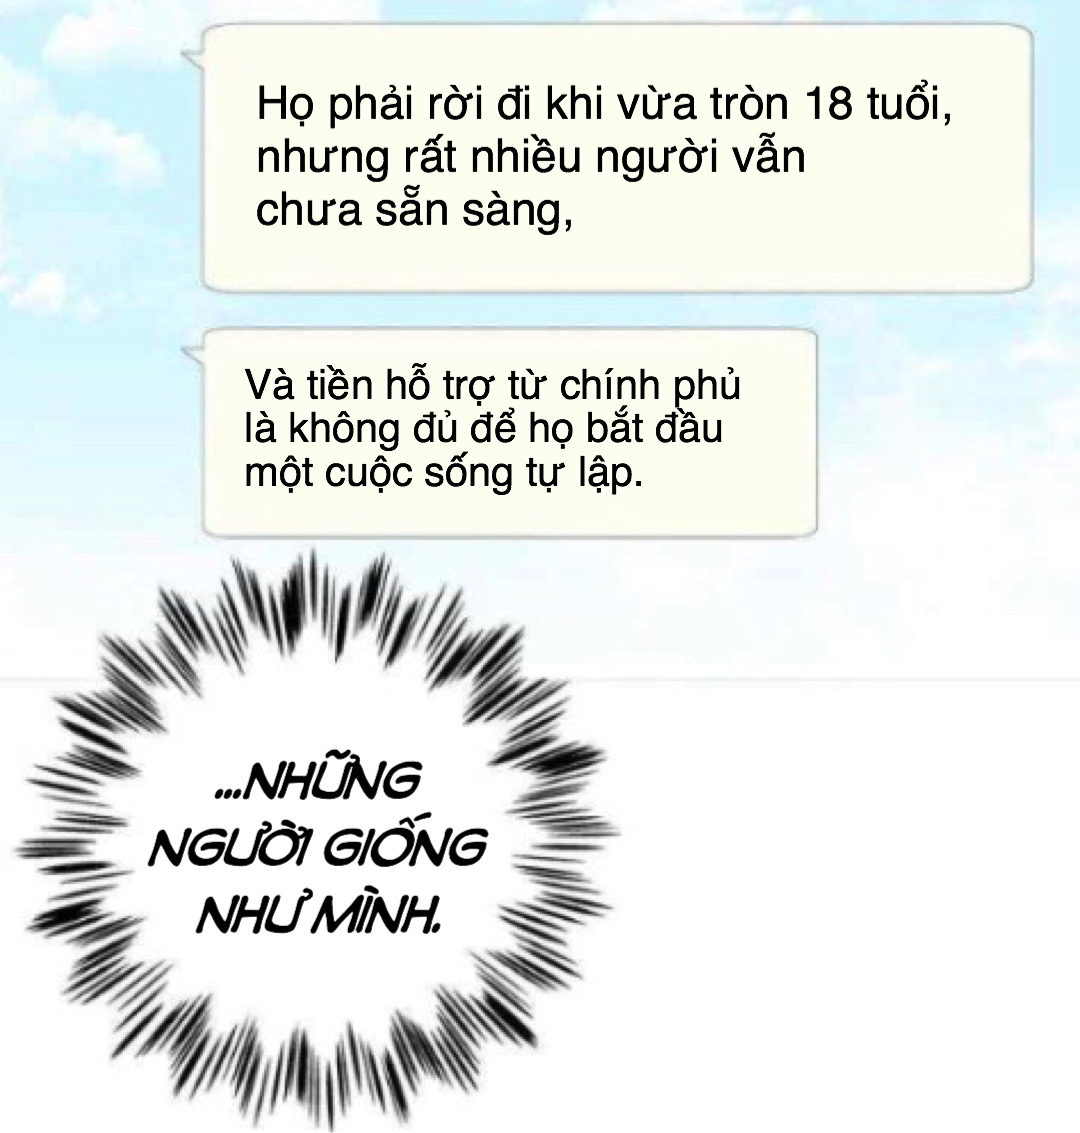 Họ phải rời đi khi vừa tròn 18 tuổi,
nhưng rất nhiều người vẫn
chưa sẵn sàng,
Và tiền hỗ trợ từ chính phủ
là không đủ để họ bắt đầu
một cuộc sống tự lập.
...NHỮNG
NGƯỜI GIỐNG
NHƯ MÌNH.